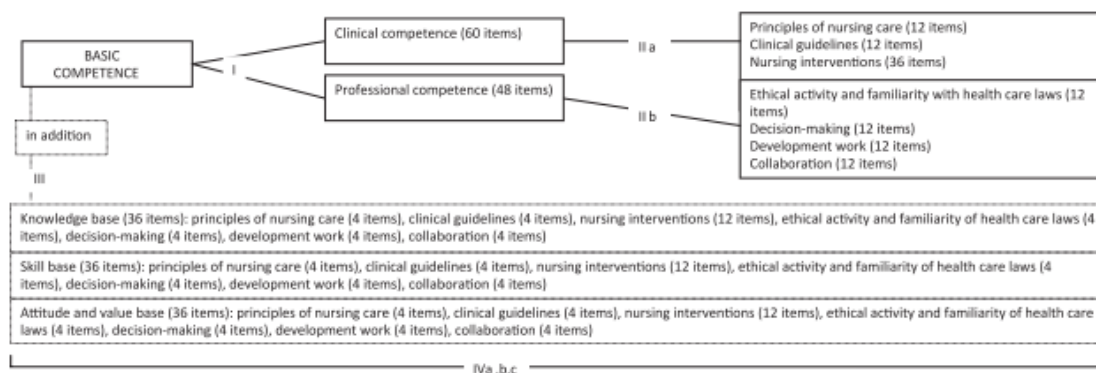 BASIC
COMPETENCE
I
Clinical competence (60 items)
Professional competence (48 items)
II a
II b
Principles of nursing care (12 items)
Clinical guidelines (12 items)
Nursing interventions (36 items)
Ethical activity and familiarity with health care laws (12
items)
Decision-making (12 items)
Development work (12 items)
Collaboration (12 items)
in addition
III
Knowledge base (36 items): principles of nursing care (4 items), clinical guidelines (4 items), nursing interventions (12 items), ethical activity and familiarity of health care laws (4
items), decision-making (4 items), development work (4 items), collaboration (4 items)
Skill base (36 items): principles of nursing care (4 items), clinical guidelines (4 items), nursing interventions (12 items), ethical activity and familiarity of health care laws (4
items), decision-making (4 items), development work (4 items), collaboration (4 items)
Attitude and value base (36 items): principles of nursing care (4 items), clinical guidelines (4 items), nursing interventions (12 items), ethical activity and familiarity of health care
laws (4 items), decision-making (4 items), development work (4 items), collaboration (4 items)
IVa ,b,c